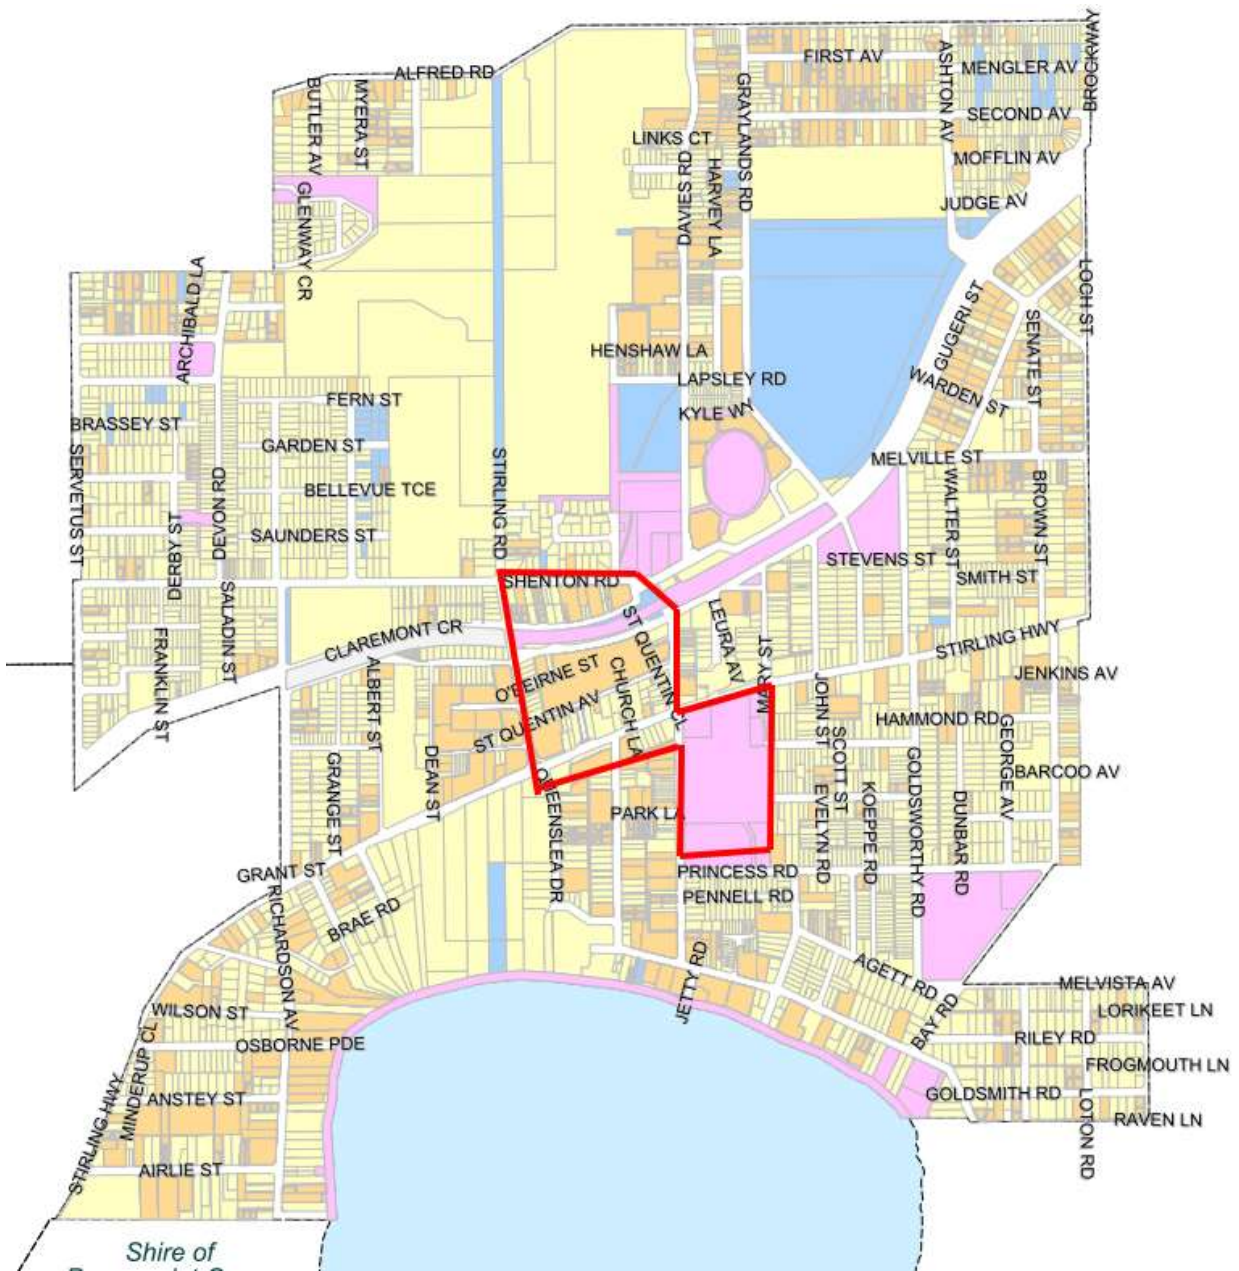 BROCKWAY
FIRST AV
ASHTON AV
MENGLER AV
ALFRED RD
BUTLER AV
MYERA ST
GRAYLANDS RD
SECOND AV
LINKS CT
MOFFLIN AV
DAVIES RD
HARVEY LA
JUDGE AV
GLENWAY CR
ARCHIBALD LA
LOCH ST
GUGERI ST
SENATE ST
HENSHAW LA
LAPSLEY RD
WARDEN ST
FERN ST
KYLE WY
BRASSEY ST
GARDEN ST
SERVETUS ST
STIRLING RD
MELVILLE ST
DEVON RD
BELLEVUE TCE
WALTER ST
BROWN ST
DERBY ST
SAUNDERS ST
STEVENS ST
SHENTON RD
SMITH ST
SALADIN ST
FRANKLIN ST
CLAREMONT CR
ST QUENTIN CL
LEURA AV
MARY ST
STIRLING HWY
ALBERT ST
O'BEIRNE ST
CHURCH LA
JENKINS AV
JOHN ST
ST QUENTIN AV
HAMMOND RD
GEORGE AV
DEAN ST
SCOTT ST
GOLDSWORTHY RD
BARCOO AV
GRANGE ST
QUEENSLEA DR
PARK LA
EVELYN RD
KOEPPE RD
DUNBAR RD
GRANT ST
PRINCESS RD
PENNELL RD
RICHARDSON AV
BRAE RD
JETTY RD
AGETT RD
MELVISTA AV
WILSON ST
BAY RD
LORIKEET LN
OSBORNE PDE
RILEY RD
MINDERUP CL
FROGMOUTH LN
STIRLING HWY
ANSTEY ST
GOLDSMITH RD
LOTON RD
RAVEN LN
AIRLIE ST
Shire of